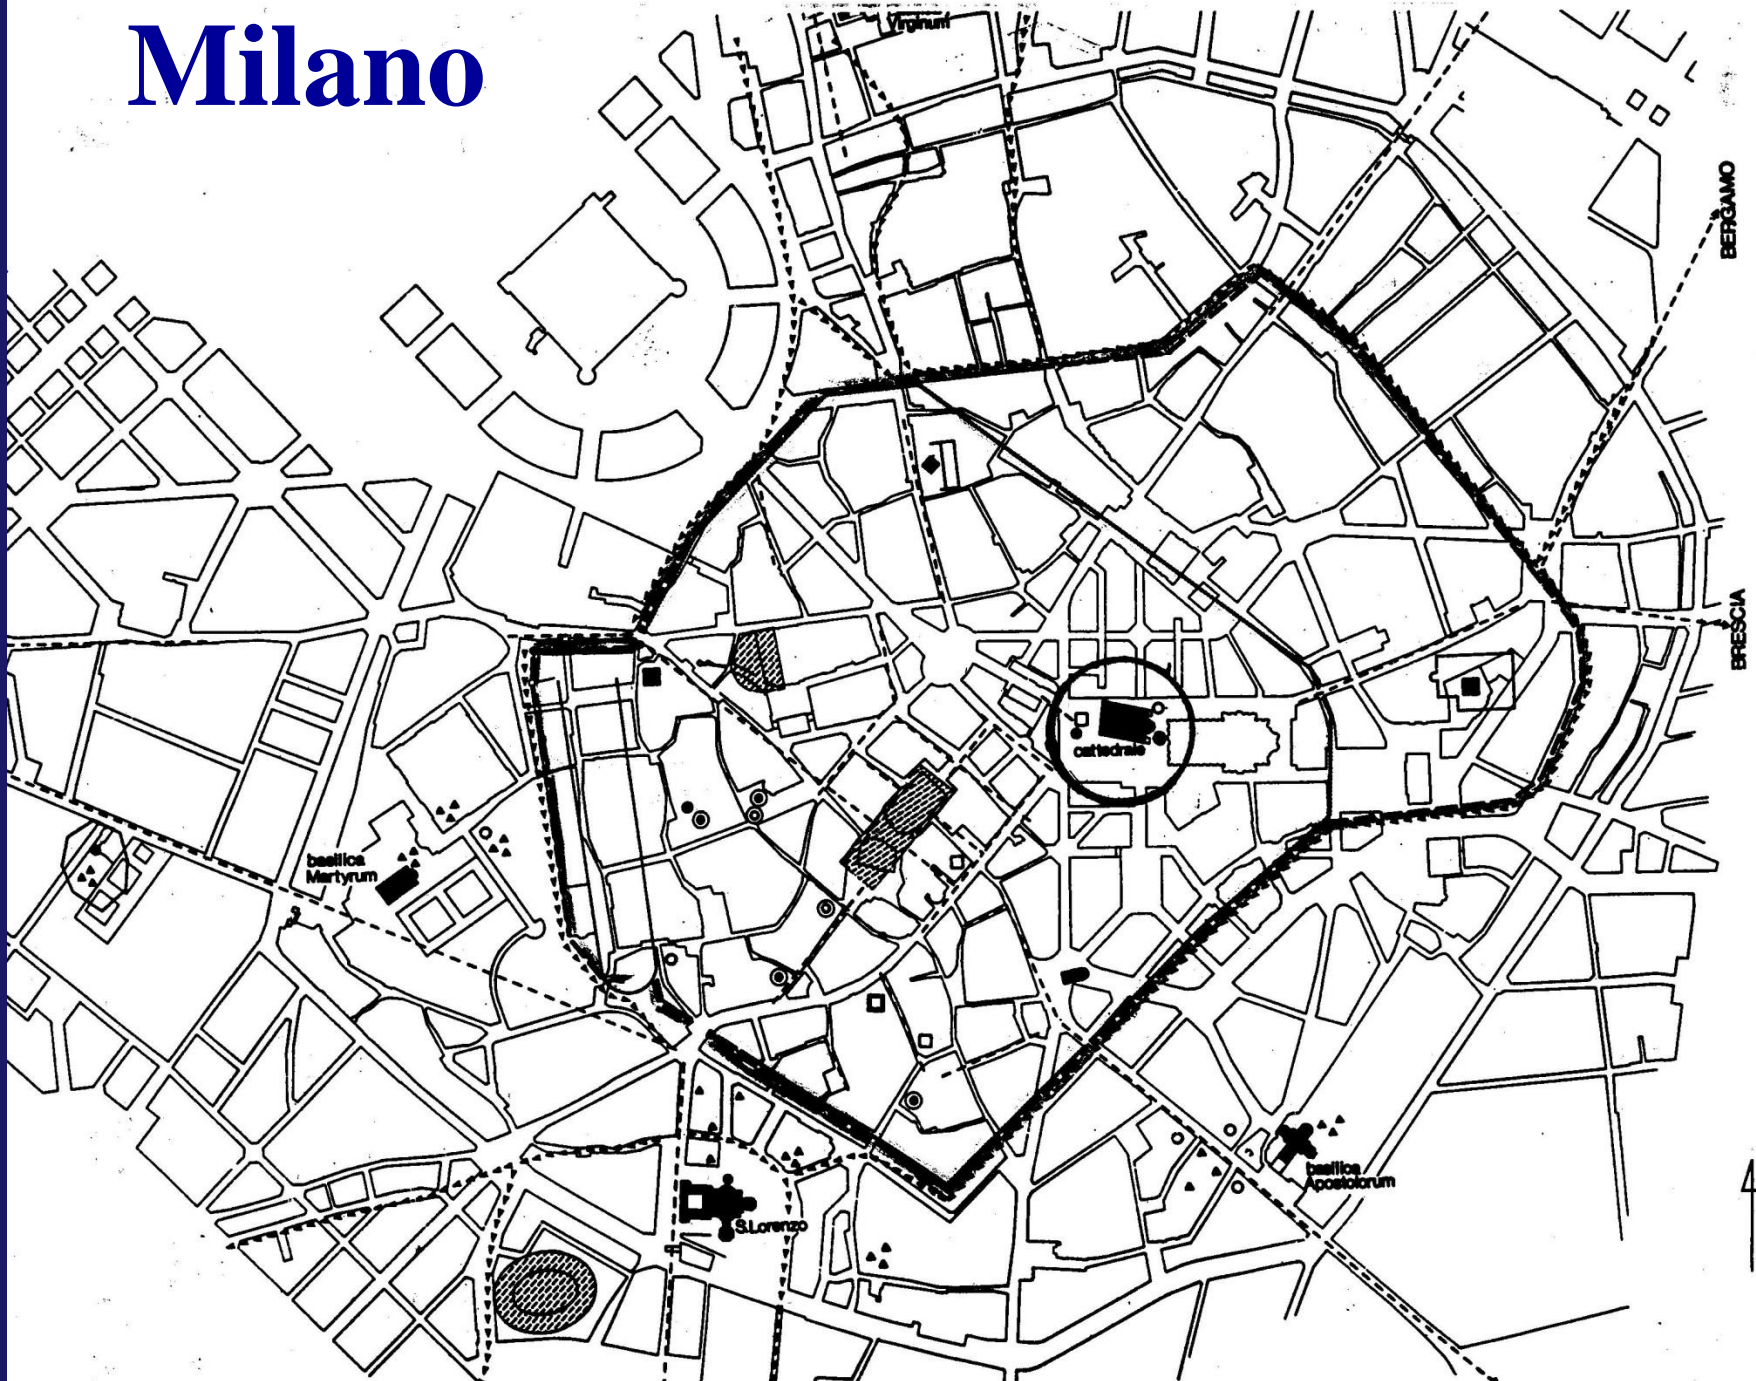 Milano
Virginum
BERGAMO
BRESCIA
cattedrale
basilica
Martyrum
basilica
Apostolorum
S.Lorenzo